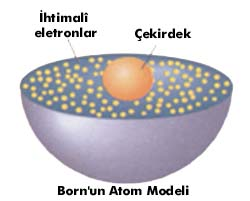 İhtimalî
eletronlar
Çekirdek
Born'un Atom Modeli